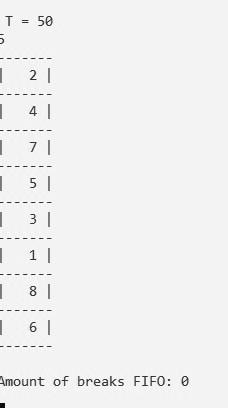 T = 50
5
-------
|   2 |
-------
|   4 |
-------
|   7 |
-------
|   5 |
-------
|   3 |
-------
|   1 |
-------
|   8 |
-------
|   6 |
-------
Amount of breaks FIFO: 0